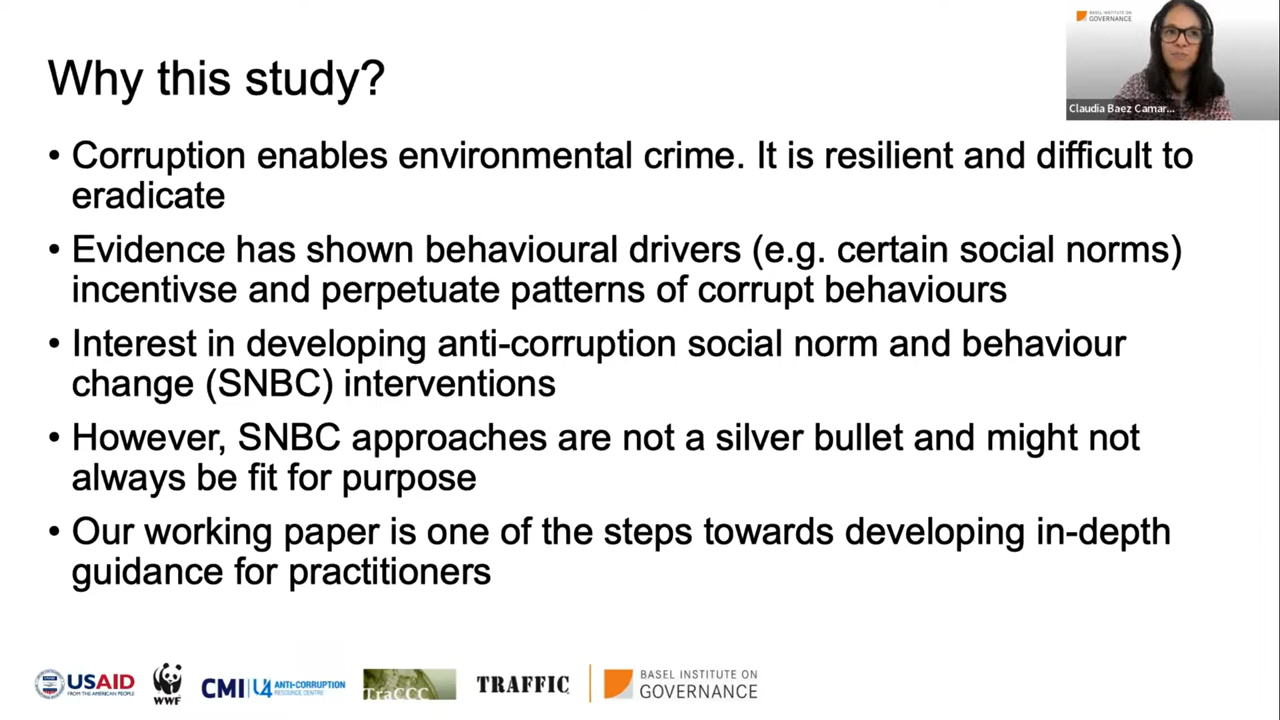 Why this study?
BASEL INSTITUTE ON
GOVERNANCE
Claudia Baez Camar...
• Corruption enables environmental crime. It is resilient and difficult to
eradicate
• Evidence has shown behavioural drivers (e.g. certain social norms)
incentivse and perpetuate patterns of corrupt behaviours
• Interest in developing anti-corruption social norm and behaviour
change (SNBC) interventions
• However, SNBC approaches are not a silver bullet and might not
always be fit for purpose
• Our working paper is one of the steps towards developing in-depth
guidance for practitioners
USAID
FROM THE AMERICAN PEOPLE
WWF
CMI U4 ANTI-CORRUPTION
RESOURCE CENTRE
TraCCC
TRAFFIC
BASEL INSTITUTE ON
GOVERNANCE